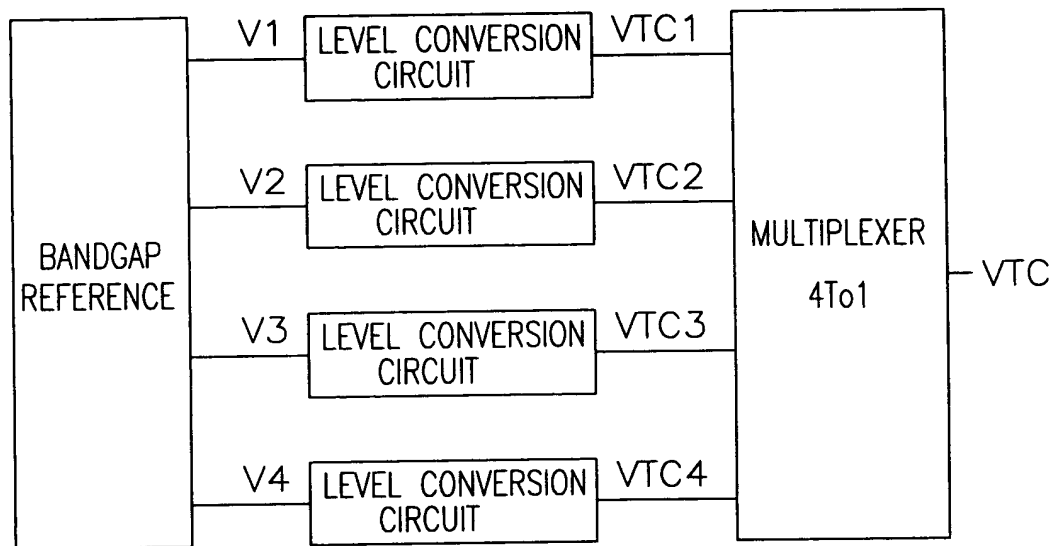 V1
LEVEL CONVERSION
CIRCUIT
VTC1
V2
LEVEL CONVERSION
CIRCUIT
VTC2
BANDGAP
REFERENCE
MULTIPLEXER
4To1
VTC
V3
LEVEL CONVERSION
CIRCUIT
VTC3
V4
LEVEL CONVERSION
CIRCUIT
VTC4